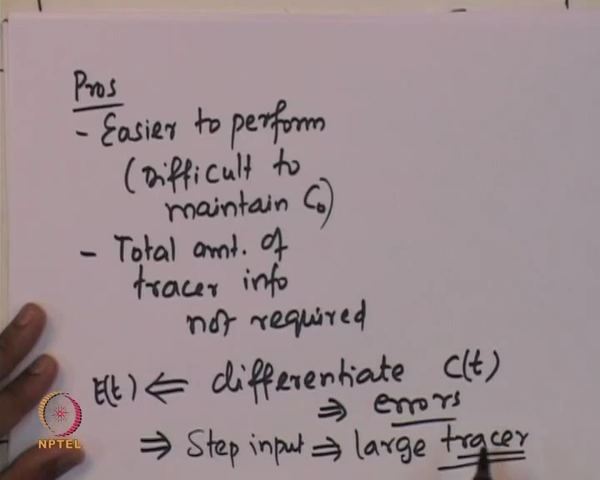 Pros
- Easier to perform
(Difficult to
maintain C₀)
- Total amt. of
tracer info
not required
E(t) ⇐ differentiate C(t)
⇒ errors
⇒ Step input ⇒ large tracer
NPTEL